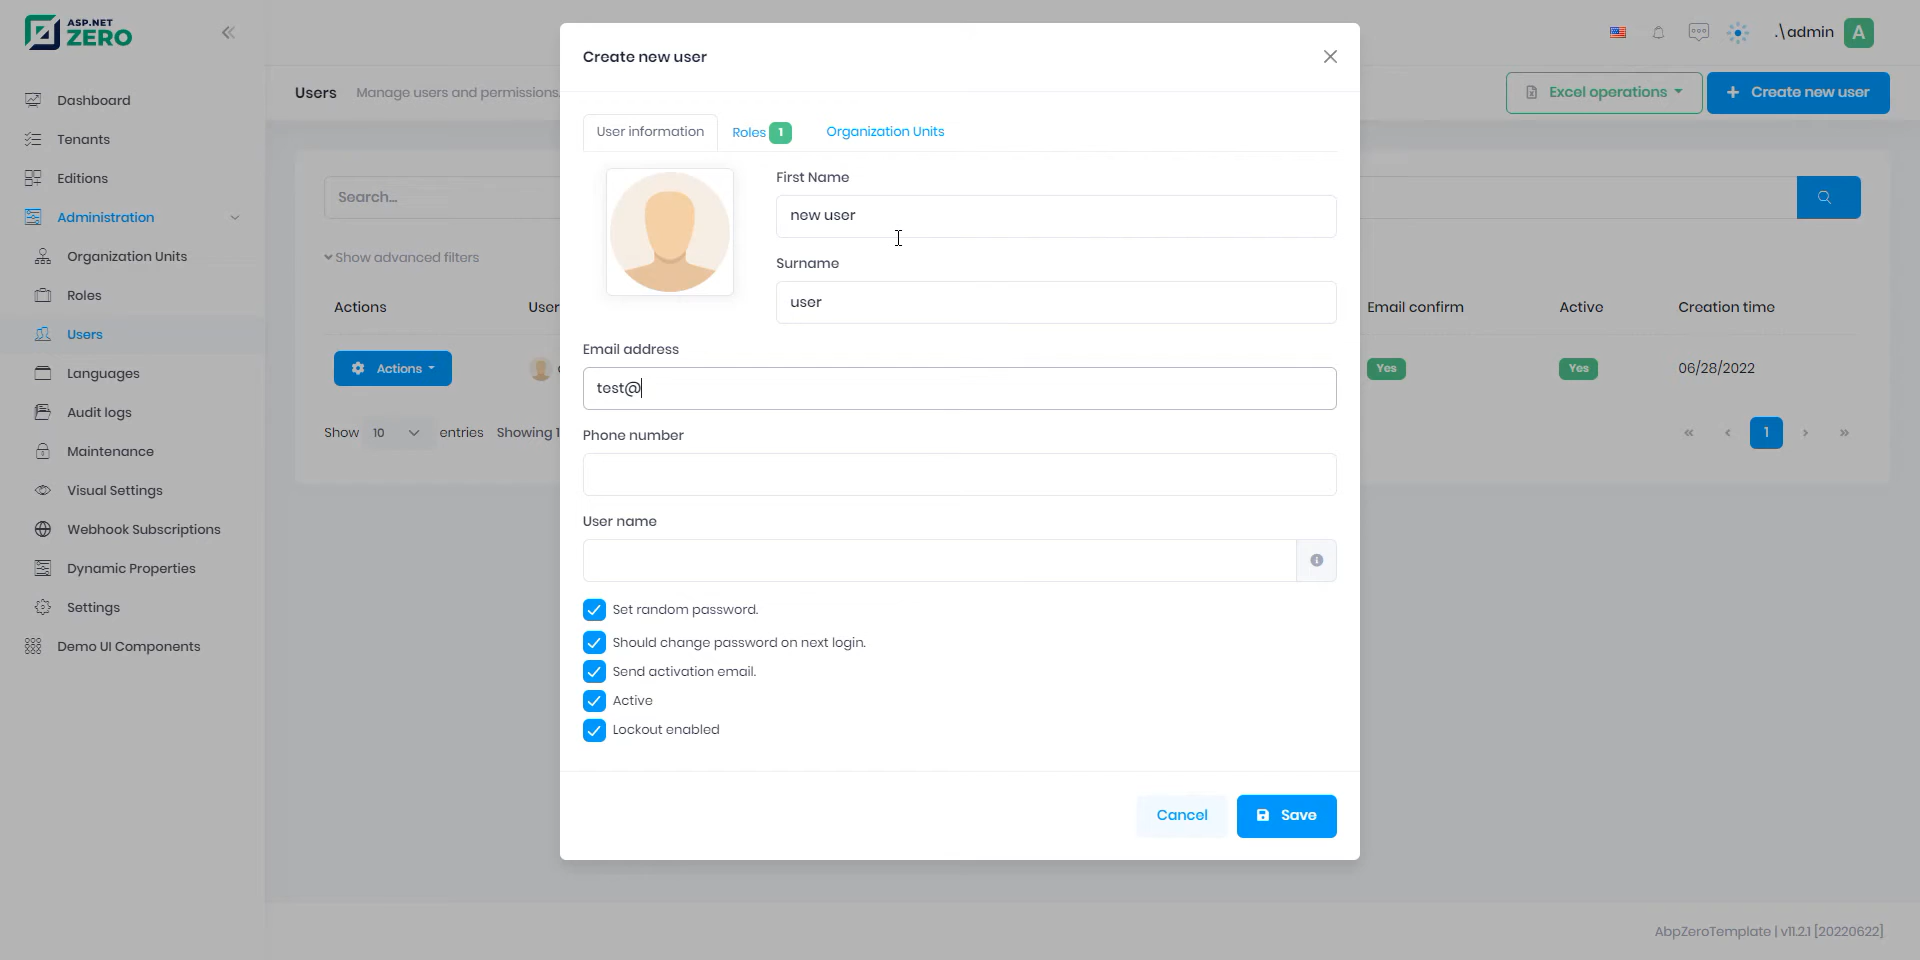 ASP.NET
ZERO
.\admin
A
Dashboard
Tenants
Editions
Administration
Organization Units
Roles
Users
Languages
Audit logs
Maintenance
Visual Settings
Webhook Subscriptions
Dynamic Properties
Settings
Demo UI Components
Users
Manage users and permissions.
Excel operations
Create new user
Search...
Show advanced filters
Actions
User
Email confirm
Active
Creation time
Actions
Yes
Yes
06/28/2022
Show 10 entries Showing 1
« ‹ 1 › »
Create new user
User information
Roles 1
Organization Units
First Name
new user
Surname
user
Email address
test@
Phone number
User name
Set random password.
Should change password on next login.
Send activation email.
Active
Lockout enabled
Cancel
Save
AbpZeroTemplate | v11.2.1 [20220622]